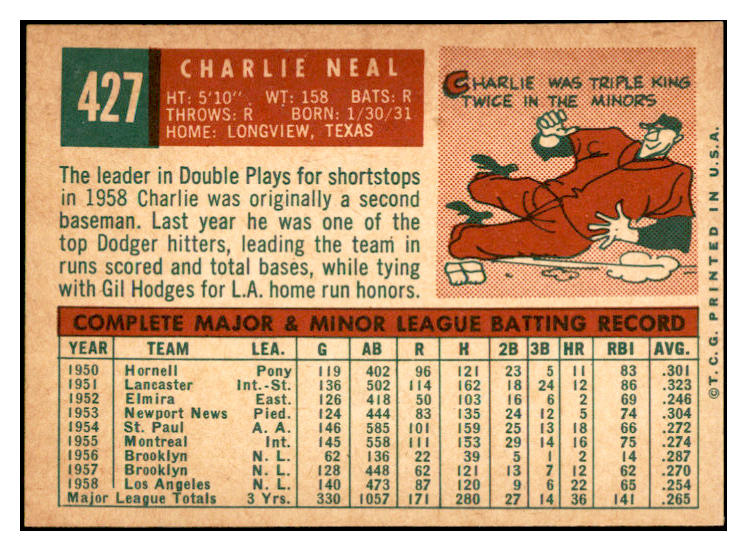 427
CHARLIE NEAL
HT: 5'10" WT: 158 BATS: R
THROWS: R BORN: 1/30/31
HOME: LONGVIEW, TEXAS
The leader in Double Plays for shortstops
in 1958 Charlie was originally a second
baseman. Last year he was one of the
top Dodger hitters, leading the team in
runs scored and total bases, while tying
with Gil Hodges for L.A. home run honors.
CHARLIE WAS TRIPLE KING
TWICE IN THE MINORS
COMPLETE MAJOR & MINOR LEAGUE BATTING RECORD
YEAR TEAM LEA. G AB R H 2B 3B HR RBI AVG.
1950 Hornell Pony 119 402 96 121 23 5 11 83 .301
1951 Lancaster Int.-St. 136 502 114 162 18 24 12 86 .323
1952 Elmira East. 126 418 50 103 16 6 2 69 .246
1953 Newport News Pied. 124 444 83 135 24 12 5 74 .304
1954 St. Paul A. A. 146 585 101 159 25 13 18 66 .272
1955 Montreal Int. 145 558 111 153 29 14 16 75 .274
1956 Brooklyn N. L. 62 136 22 39 5 1 2 14 .287
1957 Brooklyn N. L. 128 448 62 121 13 7 12 62 .270
1958 Los Angeles N. L. 140 473 87 120 9 6 22 65 .254
Major League Totals 3 Yrs. 330 1057 171 280 27 14 36 141 .265
© T. C. G. PRINTED IN U.S.A.